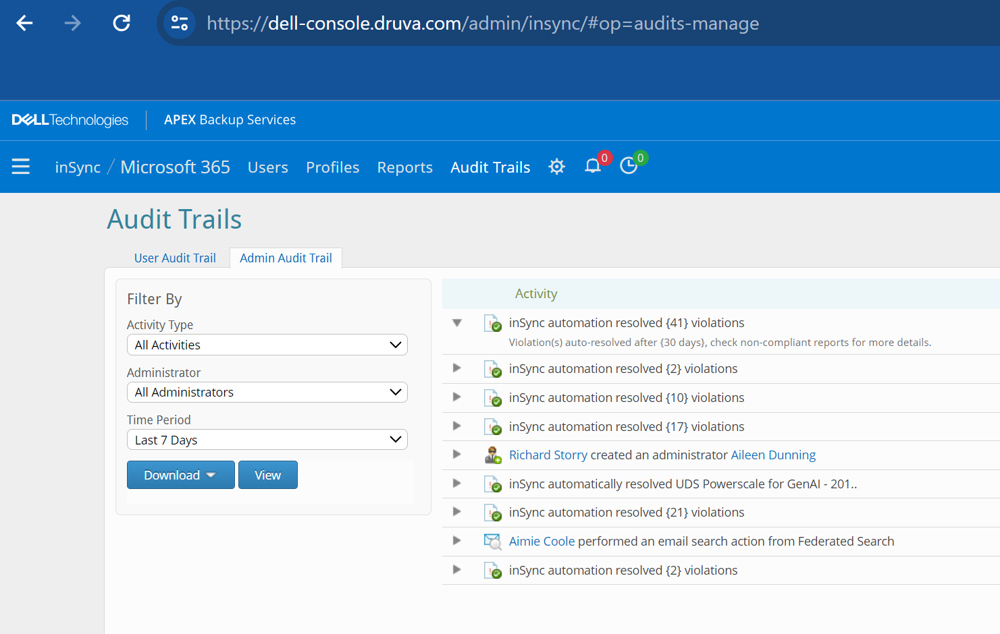 https://dell-console.druva.com/admin/insync/#op=audits-manage
DELLTechnologies APEX Backup Services
inSync / Microsoft 365 Users Profiles Reports Audit Trails 0 0
Audit Trails
User Audit Trail Admin Audit Trail
Filter By
Activity Type
All Activities
Administrator
All Administrators
Time Period
Last 7 Days
Download View
Activity
inSync automation resolved {41} violations
Violation(s) auto-resolved after {30 days}, check non-compliant reports for more details.
inSync automation resolved {2} violations
inSync automation resolved {10} violations
inSync automation resolved {17} violations
Richard Storry created an administrator Aileen Dunning
inSync automatically resolved UDS Powerscale for GenAI - 201..
inSync automation resolved {21} violations
Aimie Coole performed an email search action from Federated Search
inSync automation resolved {2} violations